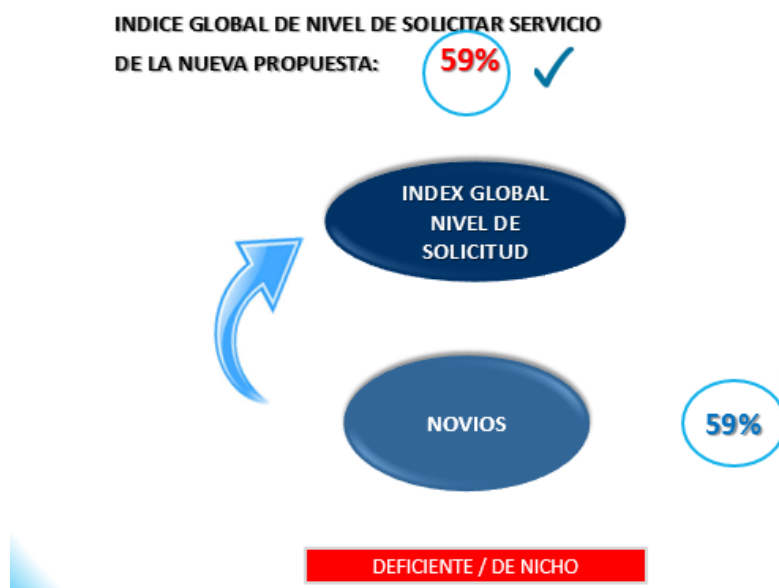 INDICE GLOBAL DE NIVEL DE SOLICITAR SERVICIO
DE LA NUEVA PROPUESTA: 59%
INDEX GLOBAL
NIVEL DE
SOLICITUD
NOVIOS 59%
DEFICIENTE / DE NICHO